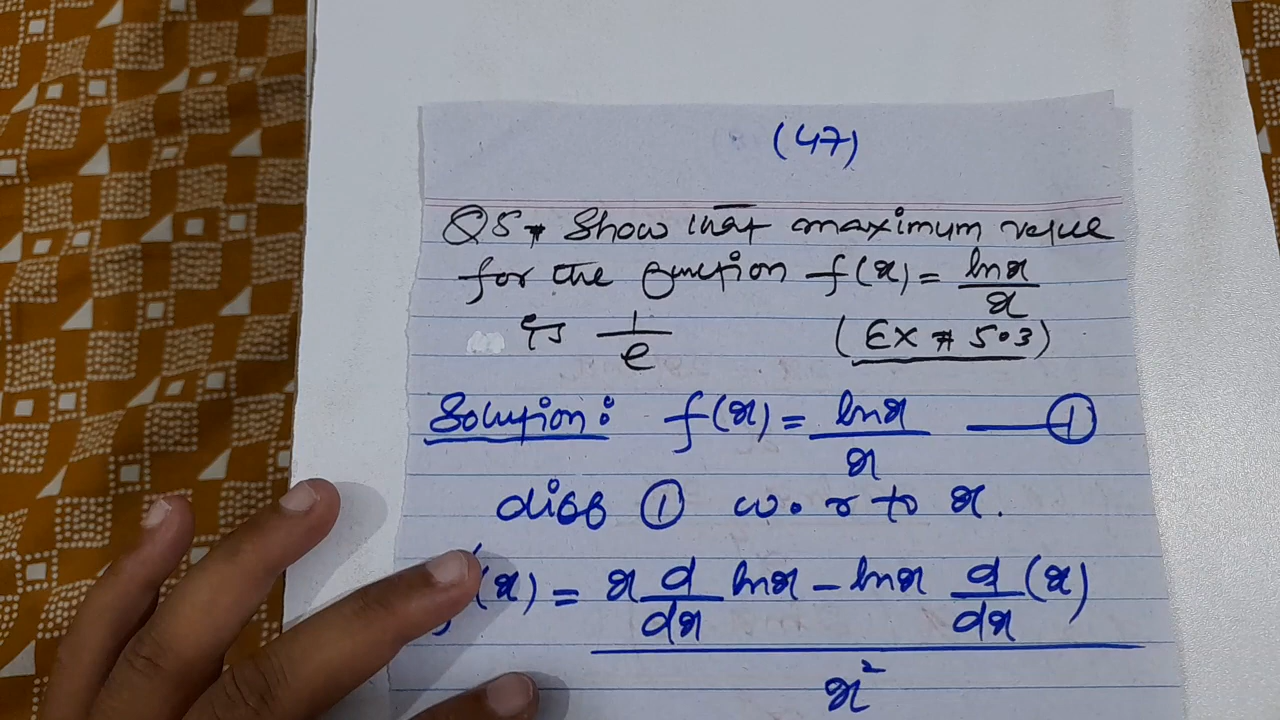 (47)
Q5# Show that maximum value
for the function f(x) = lnx/x
is 1/e (EX # 5.3)
Solution: f(x) = lnx/x — ①
diff ① w.r to x.
f'(x) = x d/dx lnx - lnx d/dx (x)
x²